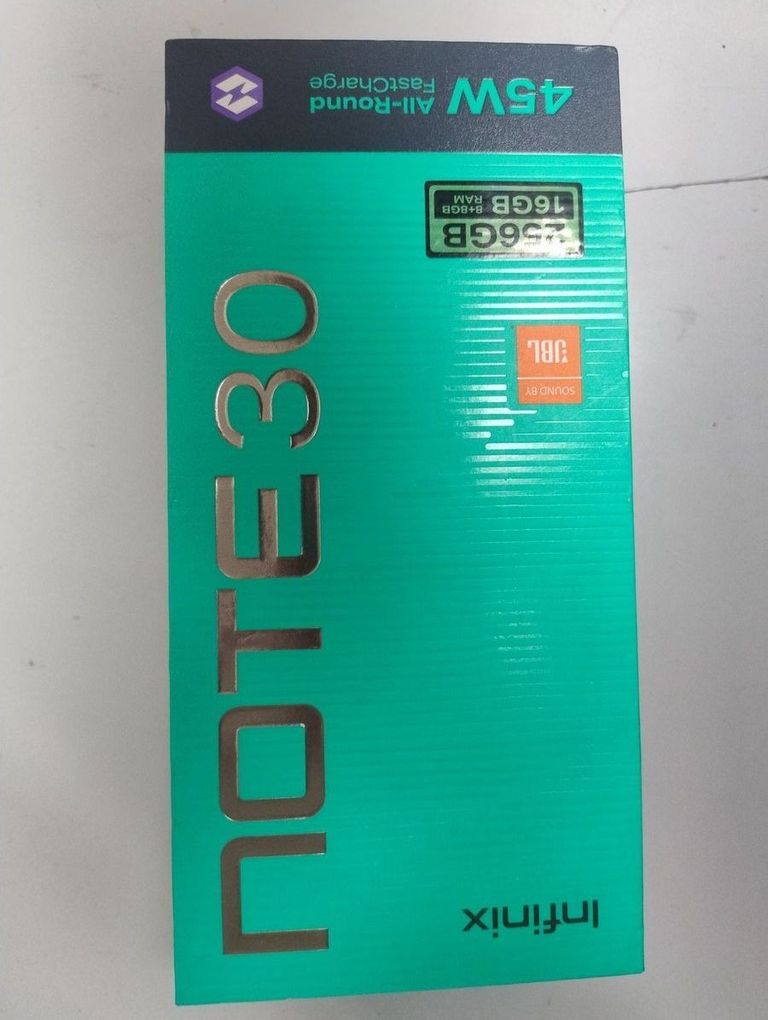 Infinix
NOTE30
SOUND BY
JBL
256GB
16GB 8+8GB
RAM
45W All-Round
FastCharge